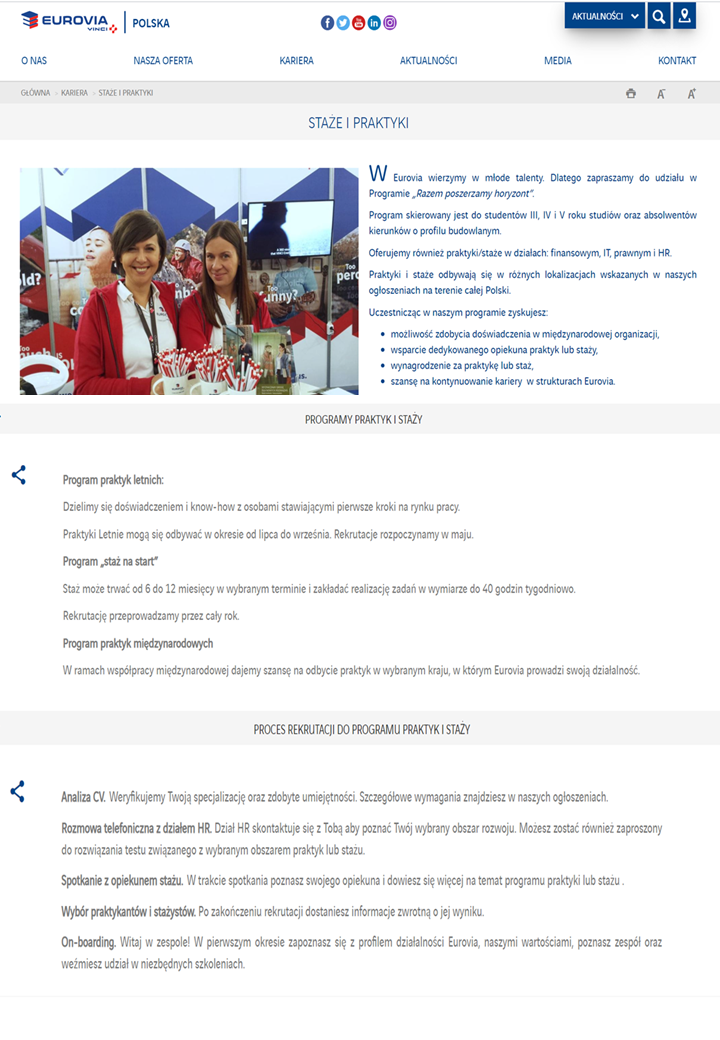 EUROVIA
VINCI
POLSKA
AKTUALNOŚCI
O NAS
NASZA OFERTA
KARIERA
AKTUALNOŚCI
MEDIA
KONTAKT
GŁÓWNA > KARIERA > STAŻE I PRAKTYKI
A-
A+
STAŻE I PRAKTYKI
W Eurovia wierzymy w młode talenty. Dlatego zapraszamy do udziału w
Programie „Razem poszerzamy horyzont”.
Program skierowany jest do studentów III, IV i V roku studiów oraz absolwentów
kierunków o profilu budowlanym.
Oferujemy również praktyki/staże w działach: finansowym, IT, prawnym i HR.
Praktyki i staże odbywają się w różnych lokalizacjach wskazanych w naszych
ogłoszeniach na terenie całej Polski.
Uczestnicząc w naszym programie zyskujesz:
• możliwość zdobycia doświadczenia w międzynarodowej organizacji,
• wsparcie dedykowanego opiekuna praktyk lub staży,
• wynagrodzenie za praktykę lub staż,
• szansę na kontynuowanie kariery w strukturach Eurovia.
Too
Too
unny?
PROGRAMY PRAKTYK I STAŻY
Program praktyk letnich:
Dzielimy się doświadczeniem i know-how z osobami stawiającymi pierwsze kroki na rynku pracy.
Praktyki Letnie mogą się odbywać w okresie od lipca do września. Rekrutacje rozpoczynamy w maju.
Program „staż na start”
Staż może trwać od 6 do 12 miesięcy w wybranym terminie i zakładać realizację zadań w wymiarze do 40 godzin tygodniowo.
Rekrutację przeprowadzamy przez cały rok.
Program praktyk międzynarodowych
W ramach współpracy międzynarodowej dajemy szansę na odbycie praktyk w wybranym kraju, w którym Eurovia prowadzi swoją działalność.
PROCES REKRUTACJI DO PROGRAMU PRAKTYK I STAŻY
Analiza CV. Weryfikujemy Twoją specjalizację oraz zdobyte umiejętności. Szczegółowe wymagania znajdziesz w naszych ogłoszeniach.
Rozmowa telefoniczna z działem HR. Dział HR skontaktuje się z Tobą aby poznać Twój wybrany obszar rozwoju. Możesz zostać również zaproszony
do rozwiązania testu związanego z wybranym obszarem praktyk lub stażu.
Spotkanie z opiekunem stażu. W trakcie spotkania poznasz swojego opiekuna i dowiesz się więcej na temat programu praktyki lub stażu .
Wybór praktykantów i stażystów. Po zakończeniu rekrutacji dostaniesz informacje zwrotną o jej wyniku.
On-boarding. Witaj w zespole! W pierwszym okresie zapoznasz się z profilem działalności Eurovia, naszymi wartościami, poznasz zespół oraz
weźmiesz udział w niezbędnych szkoleniach.